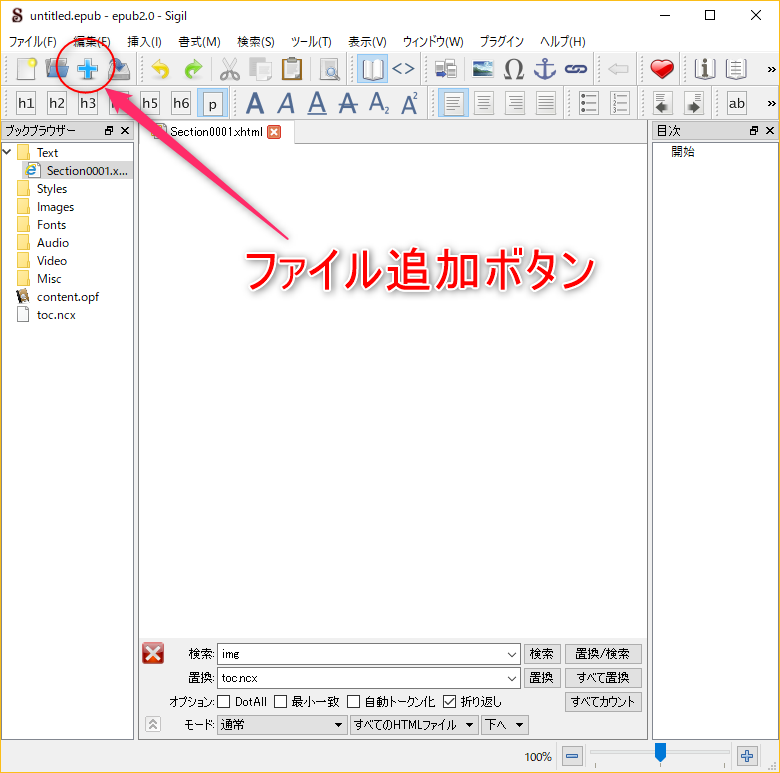 untitled.epub - epub2.0 - Sigil
ファイル(F) 編集(E) 挿入(I) 書式(M) 検索(S) ツール(T) 表示(V) ウィンドウ(W) プラグイン ヘルプ(H)
h1 h2 h3 h5 h6 p A A A A A2 A2 ab
ブックブラウザー
Section0001.xhtml
目次
Text
Section0001.x...
Styles
Images
Fonts
Audio
Video
Misc
content.opf
toc.ncx
開始
ファイル追加ボタン
検索: img 検索 置換/検索
置換: toc.ncx 置換 すべて置換
オプション: DotAll 最小一致 自動トークン化 折り返し すべてカウント
モード: 通常 すべてのHTMLファイル 下へ
100%